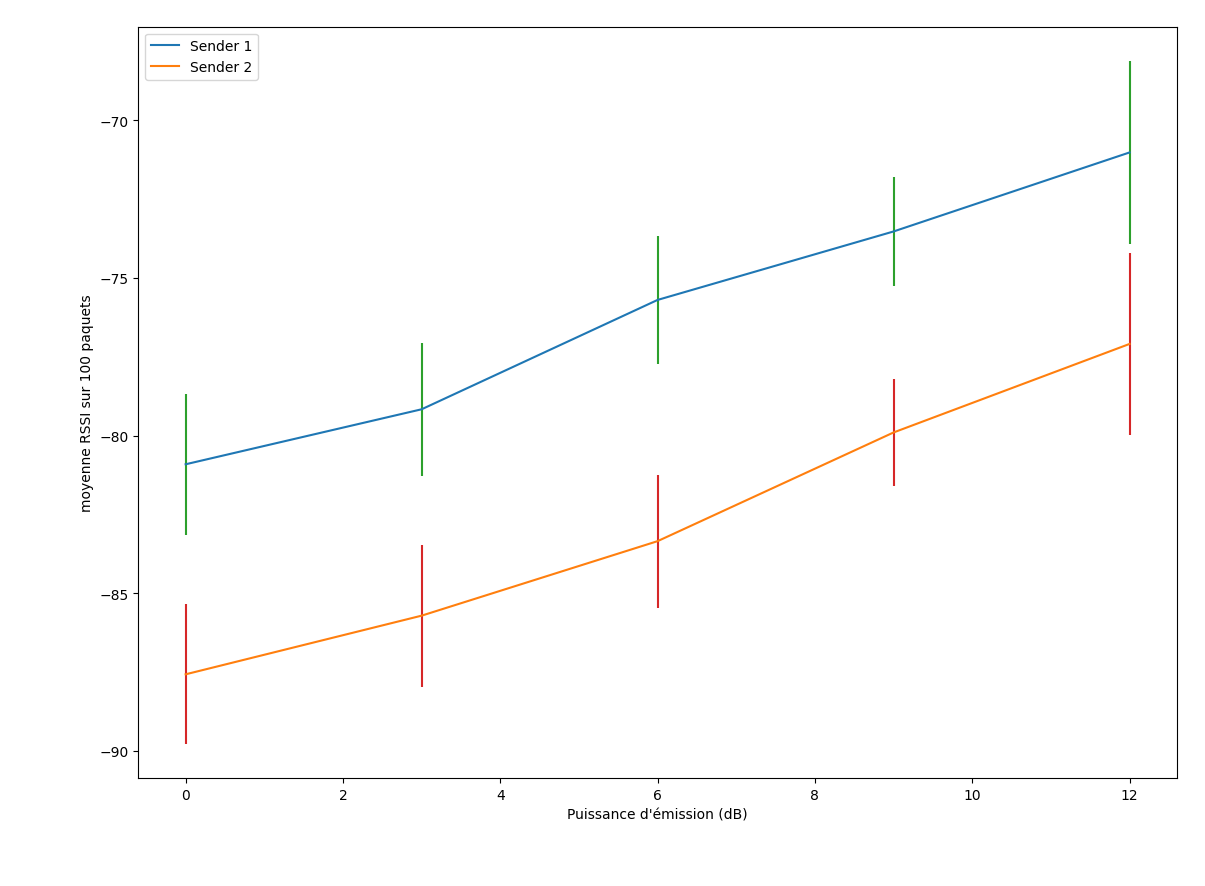 Sender 1
Sender 2
−70
−75
−80
−85
−90
moyenne RSSI sur 100 paquets
0 2 4 6 8 10 12
Puissance d'émission (dB)